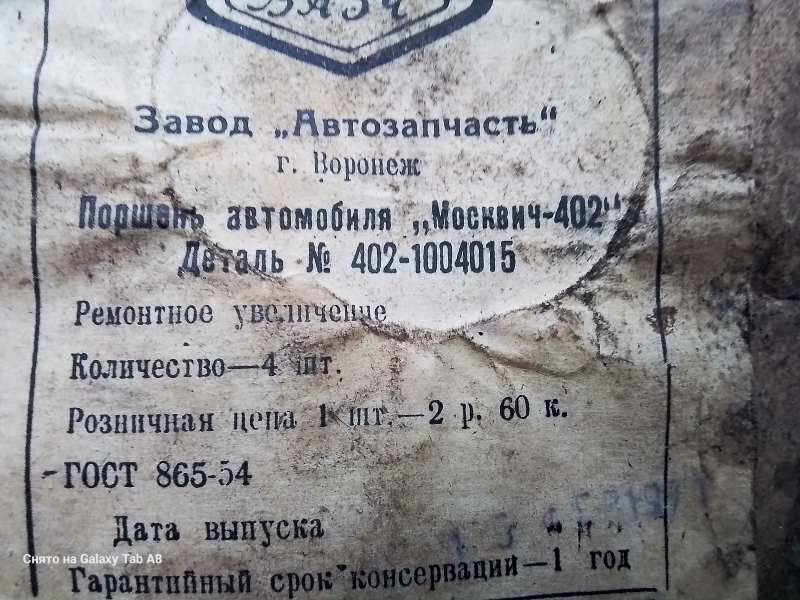 ВАЗЧ
Завод „Автозапчасть“
г. Воронеж
Поршень автомобиля „Москвич-402“
Деталь № 402-1004015
Ремонтное увеличение
Количество—4 шт.
Розничная цена 1 шт.—2 р. 60 к.
ГОСТ 865-54
Дата выпуска
Гарантийный срок консервации—1 год
Снято на Galaxy Tab A8